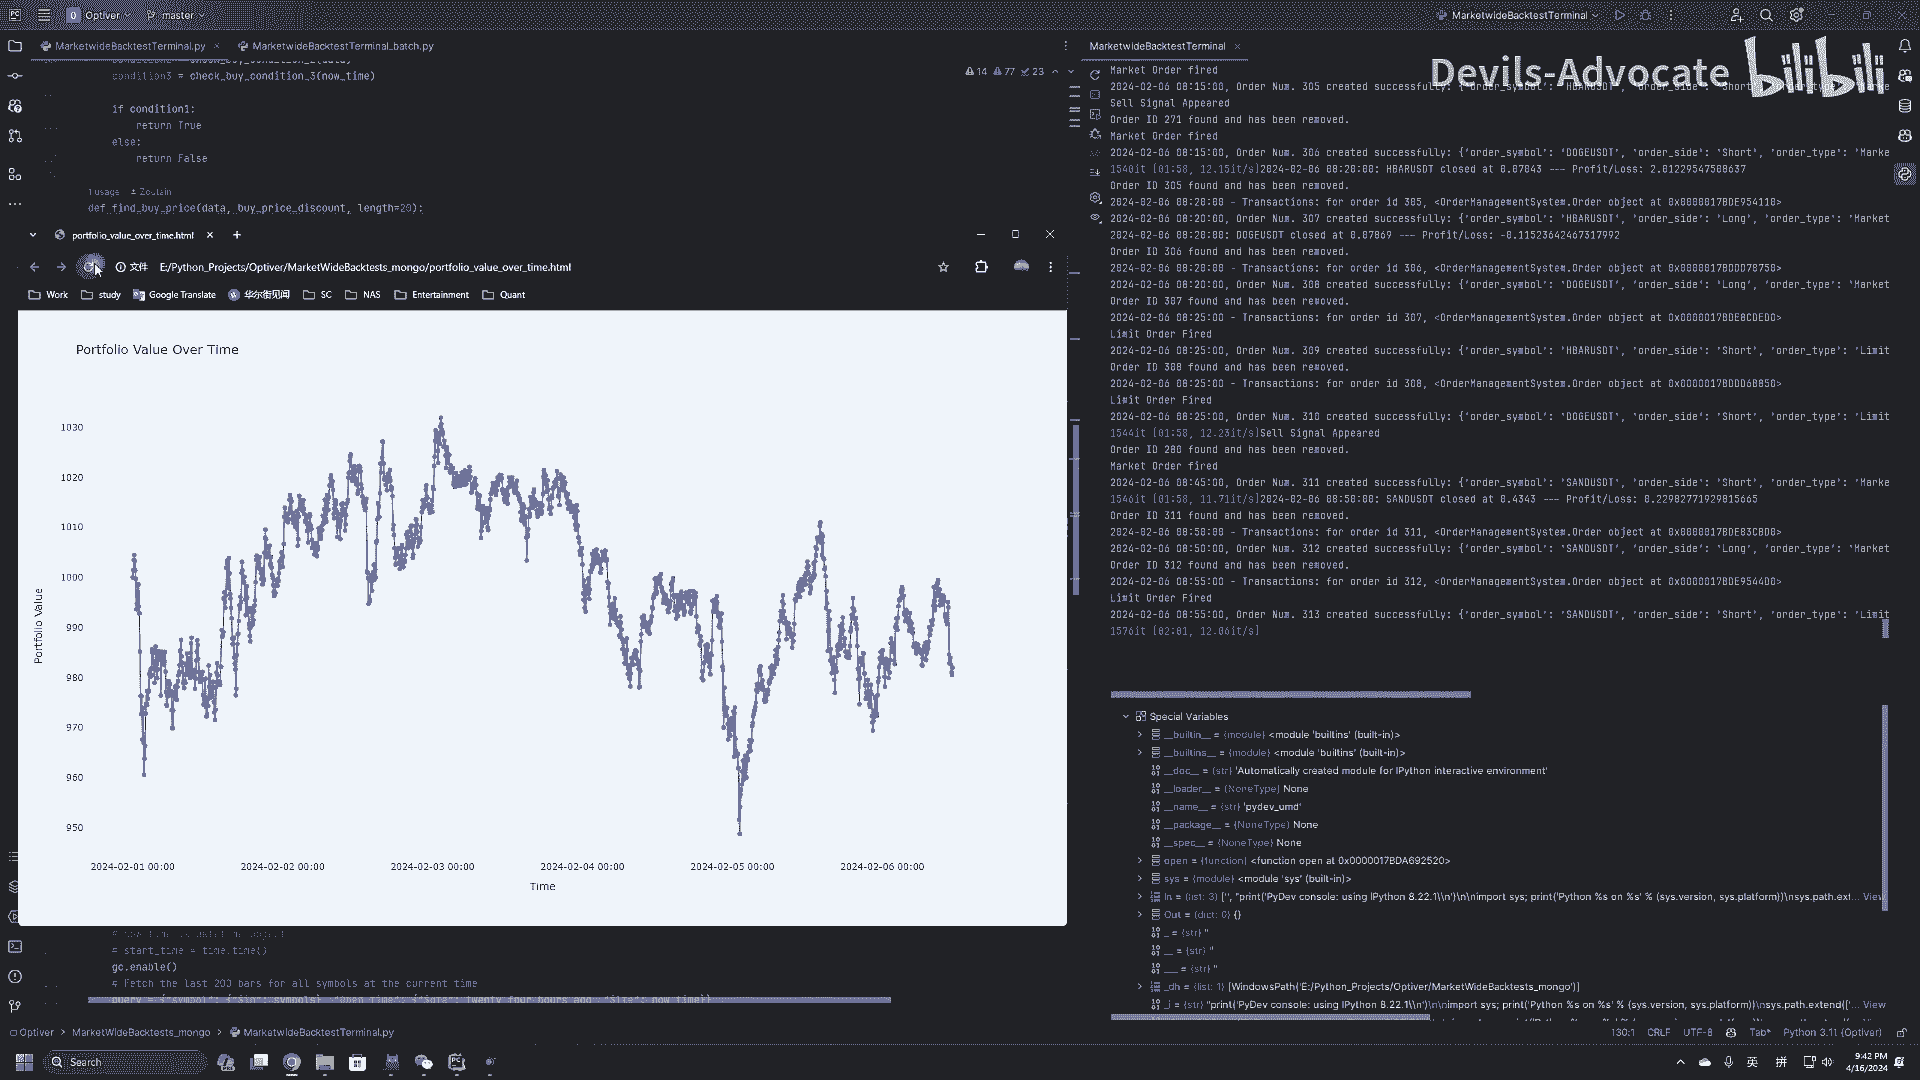 Optiver
master
MarketwideBacktestTerminal
MarketwideBacktestTerminal.py
MarketwideBacktestTerminal_batch.py
condition3 = check_buy_condition_3(now_time)
14 77 23
if condition1:
return True
else:
return False
1 usage Zoutzin
def find_buy_price(data, buy_price_discount, length=20):
portfolio_value_over_time.html
文件 E:/Python_Projects/Optiver/MarketWideBacktests_mongo/portfolio_value_over_time.html
Work study Google Translate 华尔街见闻 SC NAS Entertainment Quant
Portfolio Value Over Time
1030
1020
1010
1000
990
980
970
960
950
Portfolio Value
2024-02-01 00:00 2024-02-02 00:00 2024-02-03 00:00 2024-02-04 00:00 2024-02-05 00:00 2024-02-06 00:00
Time
# start_time = time.time()
gc.enable()
# Fetch the last 200 bars for all symbols at the current time
MarketwideBacktestTerminal
Devils-Advocate bilibili
Market Order fired
2024-02-06 08:15:00, Order Num. 305 created successfully: {'order_symbol':
Sell Signal Appeared
Order ID 271 found and has been removed.
Market Order fired
2024-02-06 08:15:00, Order Num. 306 created successfully: {'order_symbol': 'DOGEUSDT', 'order_side': 'Short', 'order_type': 'Marke
1540it [01:58, 12.15it/s]2024-02-06 08:20:00: HBARUSDT closed at 0.07043 --- Profit/Loss: 2.01229547508637
Order ID 305 found and has been removed.
2024-02-06 08:20:00 - Transactions: for order id 305, <OrderManagementSystem.Order object at 0x0000017BDE954110>
2024-02-06 08:20:00, Order Num. 307 created successfully: {'order_symbol': 'HBARUSDT', 'order_side': 'Long', 'order_type': 'Market
2024-02-06 08:20:00: DOGEUSDT closed at 0.07869 --- Profit/Loss: -0.11523642467317992
Order ID 306 found and has been removed.
2024-02-06 08:20:00 - Transactions: for order id 306, <OrderManagementSystem.Order object at 0x0000017BDDD78750>
2024-02-06 08:20:00, Order Num. 308 created successfully: {'order_symbol': 'DOGEUSDT', 'order_side': 'Long', 'order_type': 'Market
Order ID 307 found and has been removed.
2024-02-06 08:25:00 - Transactions: for order id 307, <OrderManagementSystem.Order object at 0x0000017BDE8CDED0>
Limit Order Fired
2024-02-06 08:25:00, Order Num. 309 created successfully: {'order_symbol': 'HBARUSDT', 'order_side': 'Short', 'order_type': 'Limit
Order ID 308 found and has been removed.
2024-02-06 08:25:00 - Transactions: for order id 308, <OrderManagementSystem.Order object at 0x0000017BDDD6B850>
Limit Order Fired
2024-02-06 08:25:00, Order Num. 310 created successfully: {'order_symbol': 'DOGEUSDT', 'order_side': 'Short', 'order_type': 'Limit
1544it [01:58, 12.23it/s]Sell Signal Appeared
Order ID 280 found and has been removed.
Market Order fired
2024-02-06 08:45:00, Order Num. 311 created successfully: {'order_symbol': 'SANDUSDT', 'order_side': 'Short', 'order_type': 'Marke
1546it [01:58, 11.71it/s]2024-02-06 08:50:00: SANDUSDT closed at 0.4343 --- Profit/Loss: 0.22982771929815665
Order ID 311 found and has been removed.
2024-02-06 08:50:00 - Transactions: for order id 311, <OrderManagementSystem.Order object at 0x0000017BDE83CBD0>
2024-02-06 08:50:00, Order Num. 312 created successfully: {'order_symbol': 'SANDUSDT', 'order_side': 'Long', 'order_type': 'Market
Order ID 312 found and has been removed.
2024-02-06 08:55:00 - Transactions: for order id 312, <OrderManagementSystem.Order object at 0x0000017BDE954400>
Limit Order Fired
2024-02-06 08:55:00, Order Num. 313 created successfully: {'order_symbol': 'SANDUSDT', 'order_side': 'Short', 'order_type': 'Limit
1576it [02:01, 12.06it/s]
Special Variables
__builtin__ = {module} <module 'builtins' (built-in)>
__builtins__ = {module} <module 'builtins' (built-in)>
__doc__ = {str} 'Automatically created module for IPython interactive environment'
__loader__ = {NoneType} None
__name__ = {str} 'pydev_umd'
__package__ = {NoneType} None
__spec__ = {NoneType} None
open = {function} <function open at 0x0000017BDA692520>
sys = {module} <module 'sys' (built-in)>
In = {list: 3) ['', "print('PyDev console: using IPython 8.22.1\\n')\n\nimport sys; print('Python %s on %s' % (sys.version, sys.platform))\nsys.path.ext... View
Out = {dict: 0} {}
_ = {str} ''
__ = {str} ''
___ = {str} ''
_dh = {list: 1} [WindowsPath('E:/Python_Projects/Optiver/MarketWideBacktests_mongo')]
_i = {str} "print('PyDev console: using IPython 8.22.1\\n')\n\nimport sys; print('Python %s on %s' % (sys.version, sys.platform))\nsys.path.extend(['... View
Optiver > MarketWideBacktests_mongo > MarketwideBacktestTerminal.py
130:1 CRLF UTF-8 Tab* Python 3.11 (Optiver)
Search
英 拼
9:42 PM
4/16/2024